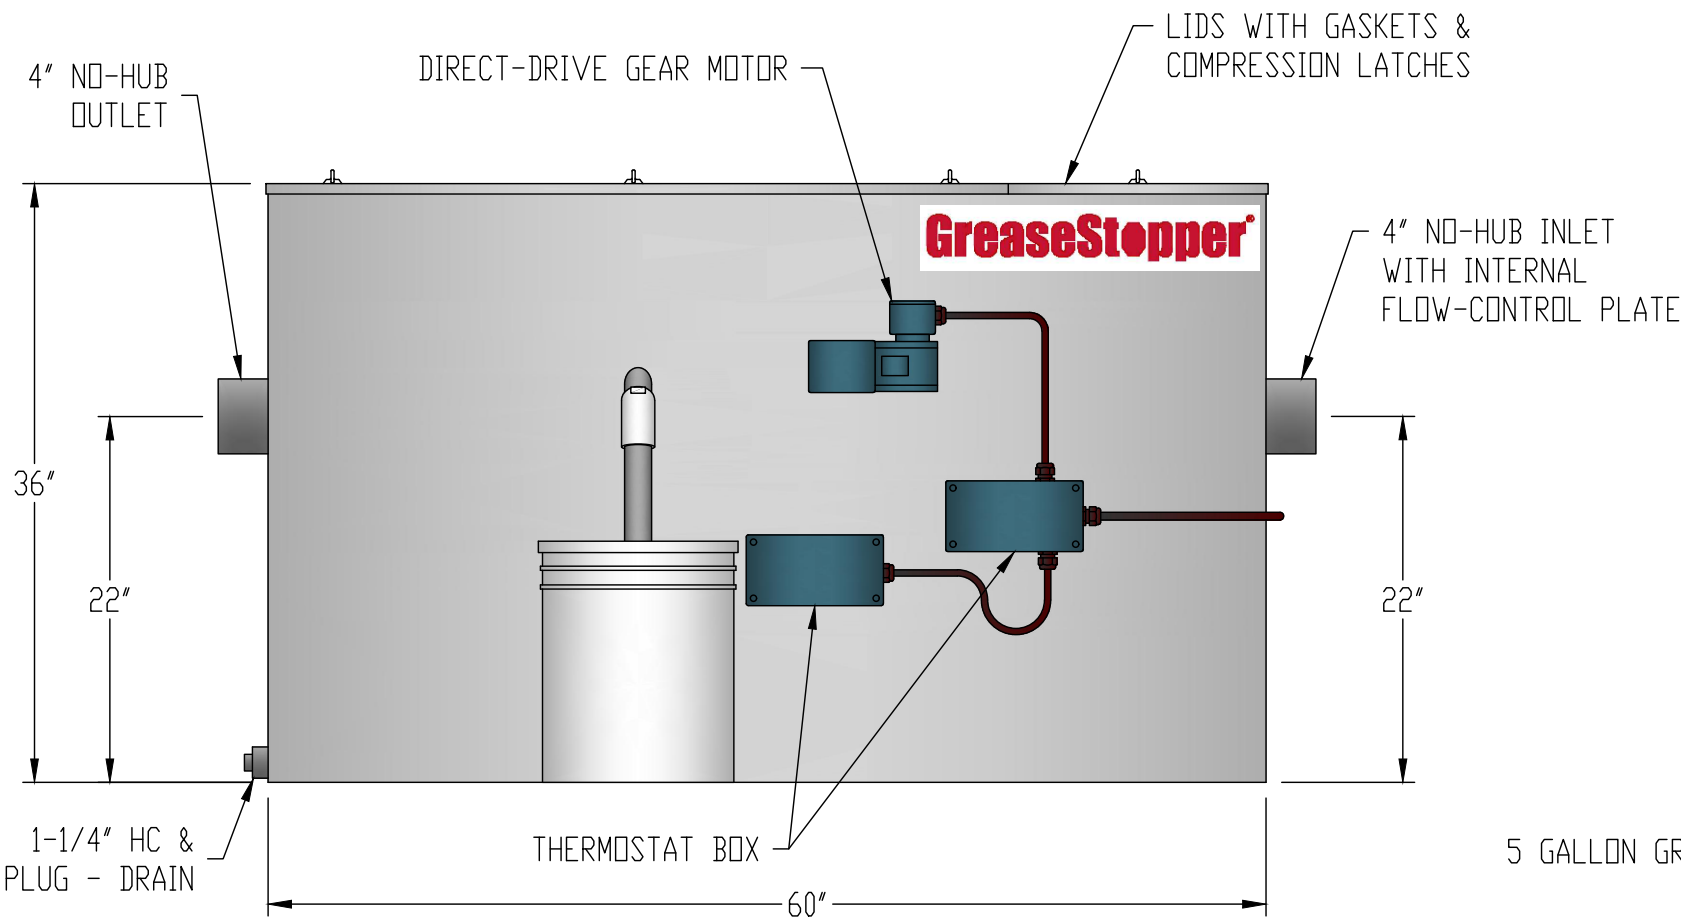 LIDS WITH GASKETS &
COMPRESSION LATCHES
DIRECT-DRIVE GEAR MOTOR
4" NO-HUB
OUTLET
GreaseStopper®
4" NO-HUB INLET
WITH INTERNAL
FLOW-CONTROL PLATE
36"
22"
22"
1-1/4" HC &
PLUG - DRAIN
THERMOSTAT BOX
5 GALLON
60"